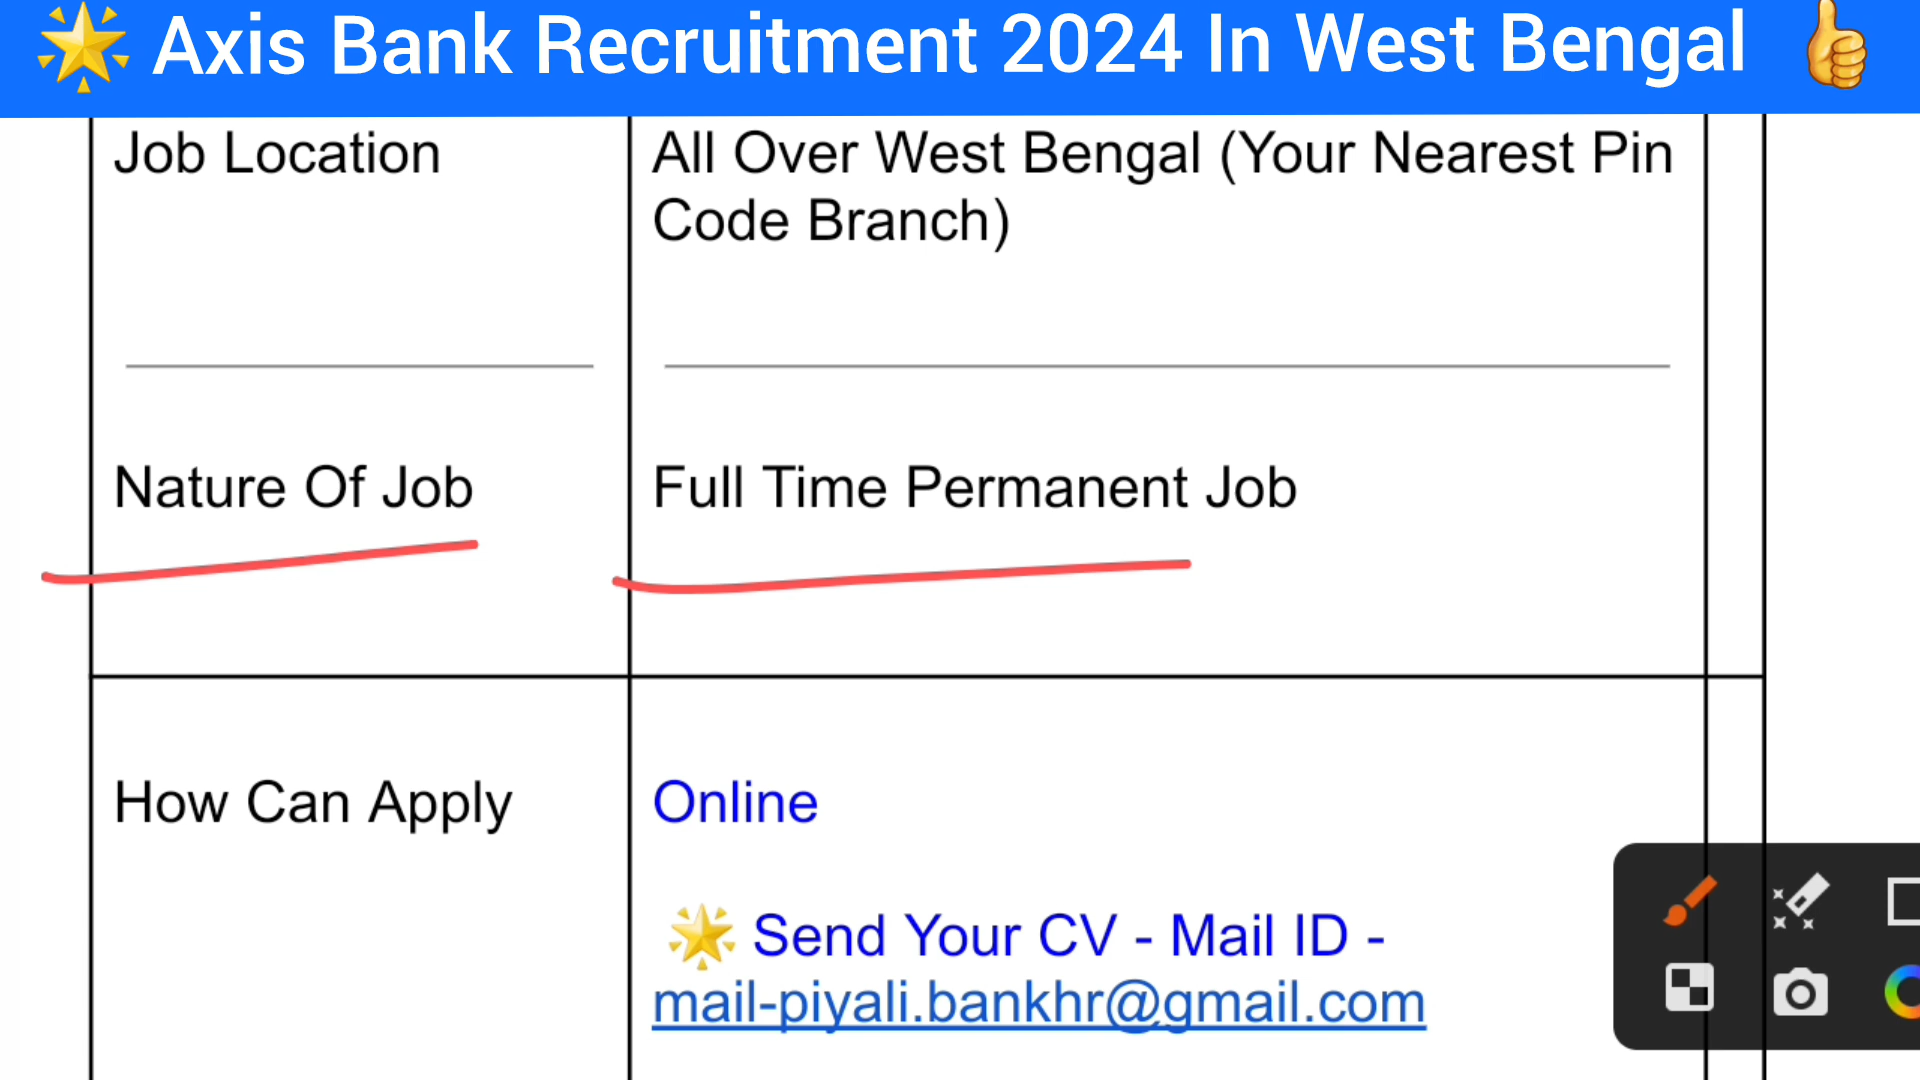 🌟 Axis Bank Recruitment 2024 In West Bengal 👍
Job Location
All Over West Bengal (Your Nearest Pin
Code Branch)
Nature Of Job
Full Time Permanent Job
How Can Apply
Online
🌟 Send Your CV - Mail ID -
mail-piyali.bankhr@gmail.com